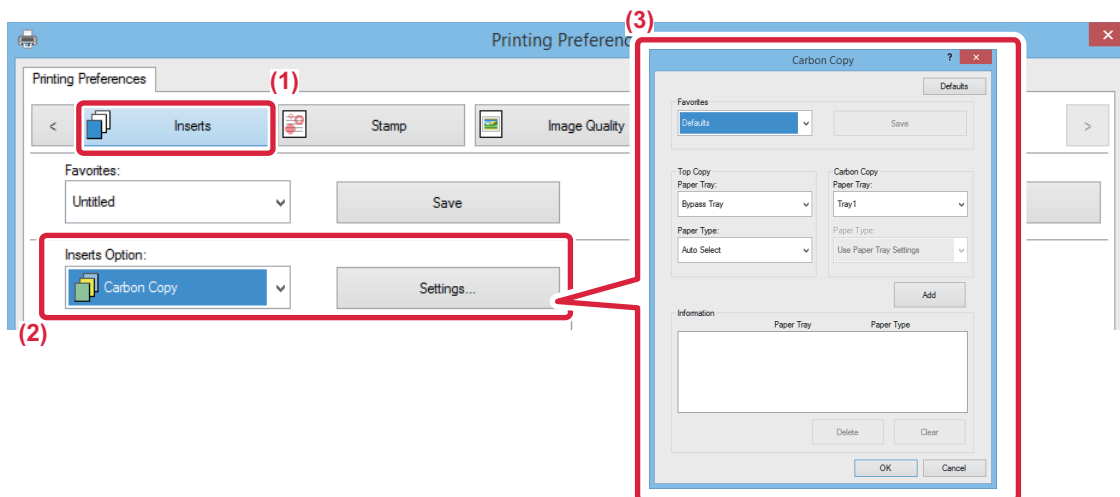 (3)
Printing Preferenc
Printing Preferences
(1)
< Inserts Stamp Image Quality >
Favorites:
Untitled Save
Inserts Option:
Carbon Copy Settings...
(2)
Carbon Copy ? ×
Defaults
Favorites
Defaults Save
Top Copy Carbon Copy
Paper Tray: Paper Tray:
Bypass Tray Tray1
Paper Type: Paper Type:
Auto Select Use Paper Tray Settings
Add
Information
Paper Tray Paper Type
Delete Clear
OK Cancel